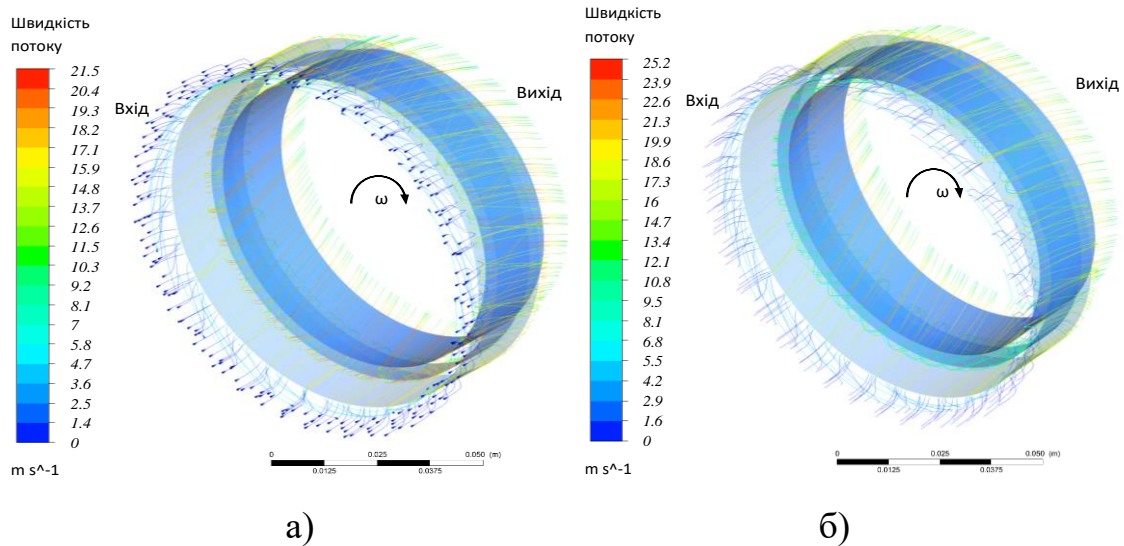 Швидкість
потоку
21.5
20.4
19.3
18.2
17.1
15.9
14.8
13.7
12.6
11.5
10.3
9.2
8.1
7
5.8
4.7
3.6
2.5
1.4
0
m s^-1
Вхід
Вихід
ω
0 0.025 0.050 (m)
0.0125 0.0375
а)
Швидкість
потоку
25.2
23.9
22.6
21.3
19.9
18.6
17.3
16
14.7
13.4
12.1
10.8
9.5
8.1
6.8
5.5
4.2
2.9
1.6
0
m s^-1
Вхід
Вихід
ω
0 0.025 0.050 (m)
0.0125 0.0375
б)